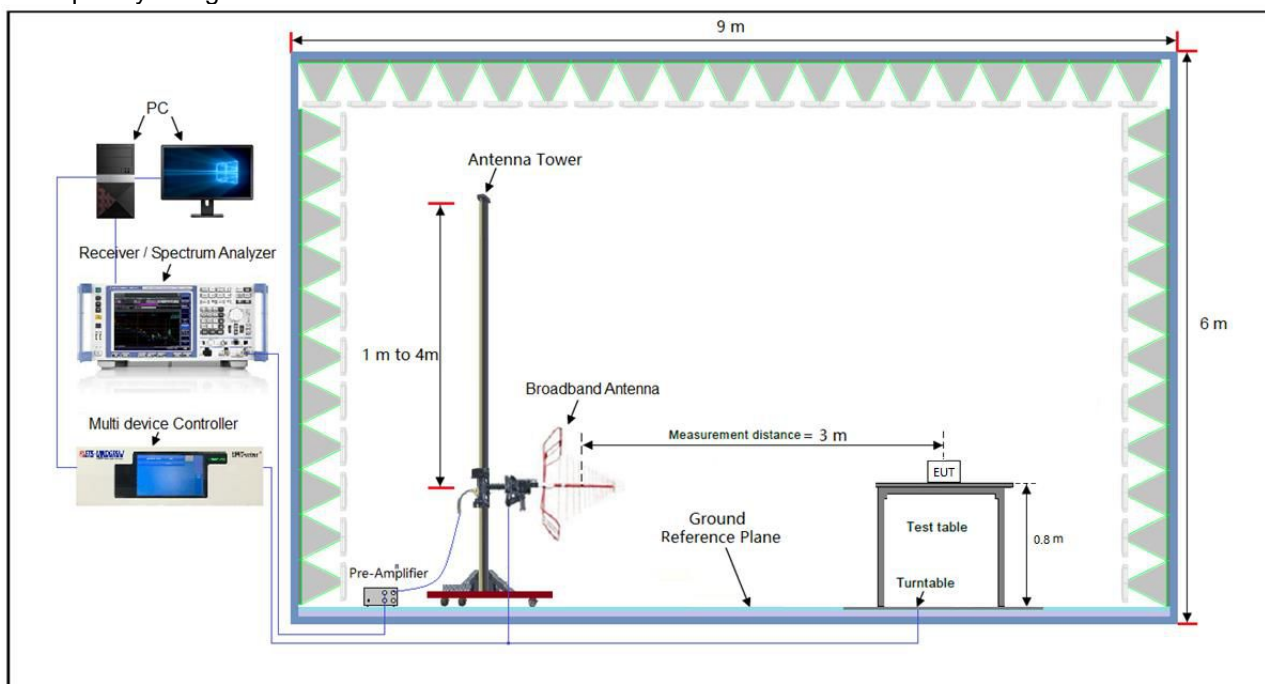 9 m
PC
Antenna Tower
Receiver / Spectrum Analyzer
6 m
1 m to 4m
Broadband Antenna
Multi device Controller
Measurement distance = 3 m
EUT
Ground
Reference Plane
Test table
0.8 m
Pre-Amplifier
Turntable